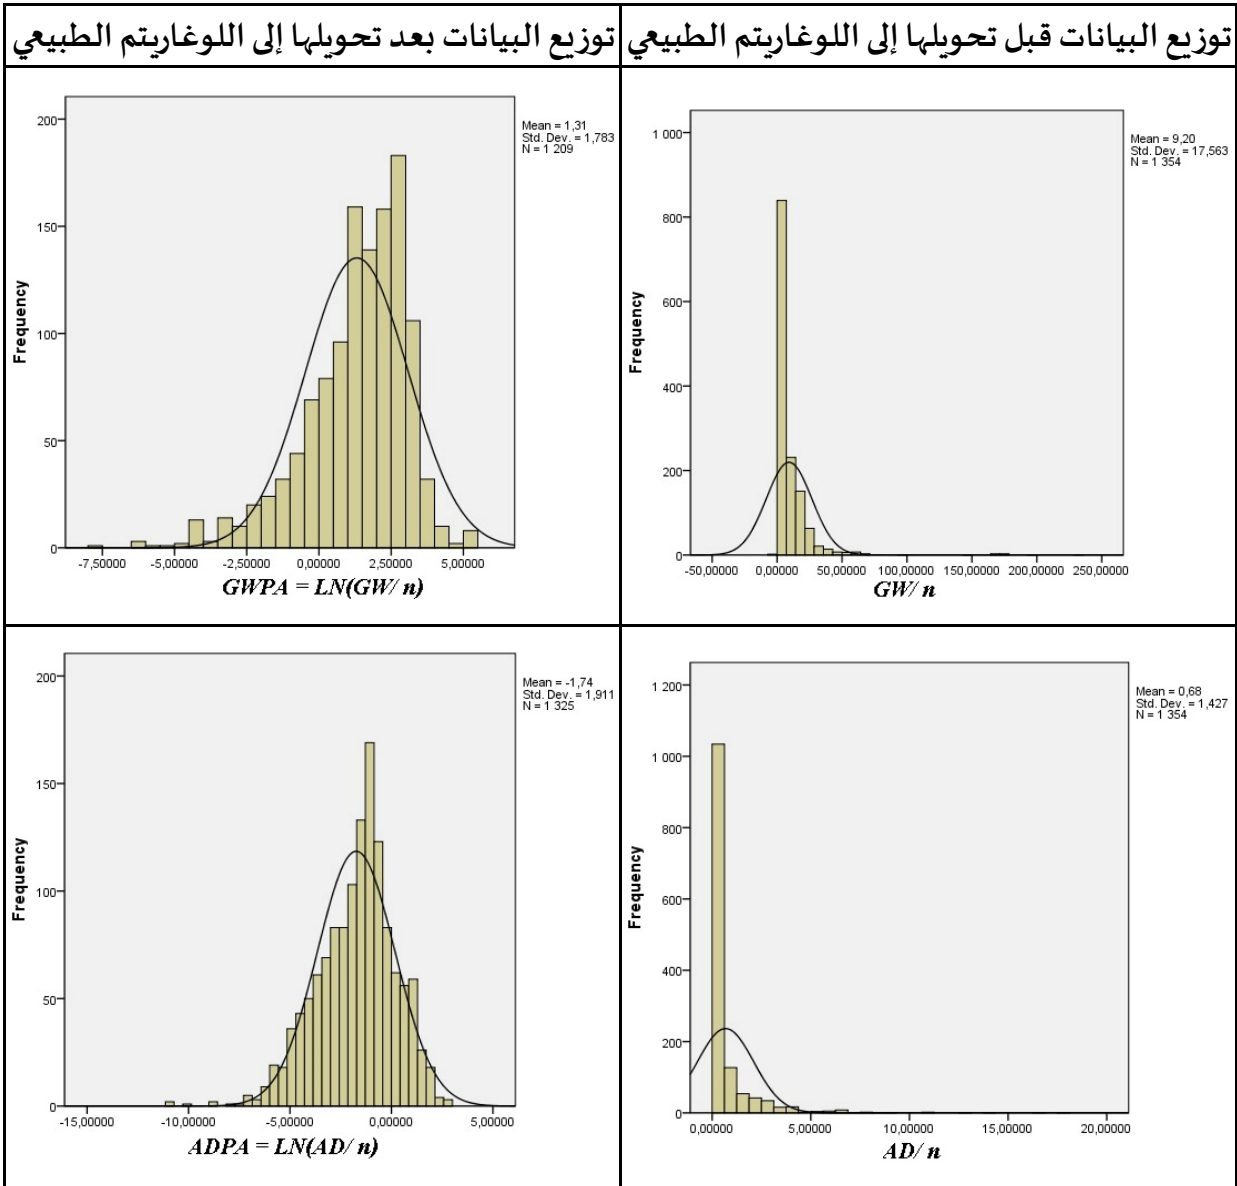 توزيع البيانات قبل تحويلها إلى اللوغاريتم الطبيعي
توزيع البيانات بعد تحويلها إلى اللوغاريتم الطبيعي
Mean = 9,20
Std. Dev. = 17,563
N = 1 354
1 000
800
600
400
200
0
Frequency
-50,00000 0,00000 50,00000 100,00000 150,00000 200,00000 250,00000
GW/ n
Mean = 1,31
Std. Dev. = 1,783
N = 1 209
200
150
100
50
0
Frequency
-7,50000 -5,00000 -2,50000 0,00000 2,50000 5,00000
GWPA = LN(GW/ n)
Mean = 0,68
Std. Dev. = 1,427
N = 1 354
1 200
1 000
800
600
400
200
0
Frequency
0,00000 5,00000 10,00000 15,00000 20,00000
AD/ n
Mean = -1,74
Std. Dev. = 1,911
N = 1 325
200
150
100
50
0
Frequency
-15,00000 -10,00000 -5,00000 0,00000 5,00000
ADPA = LN(AD/ n)